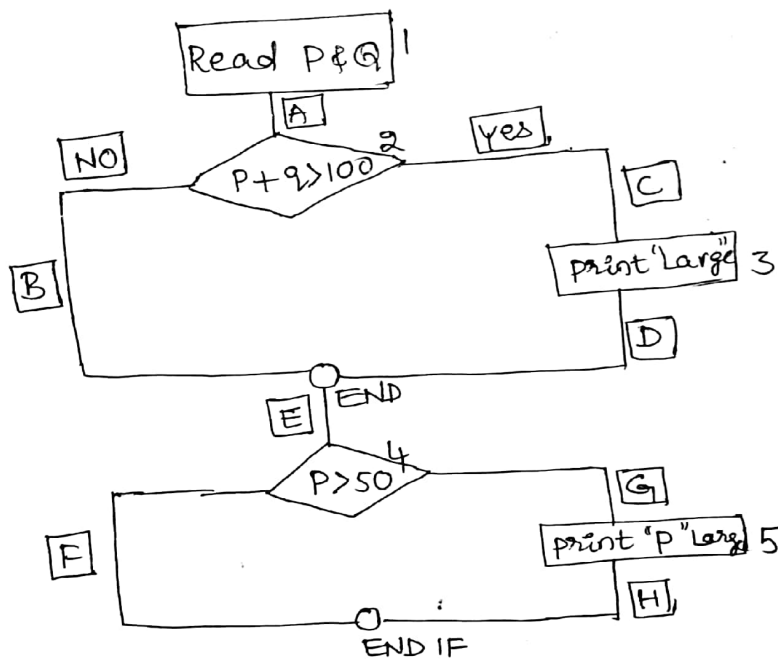 Read P & Q 1
A
NO
P+q>100 2
yes,
C
B
print "Large" 3
D
END
E
P>50 4
G
F
print "P" Large 5
H,
END IF